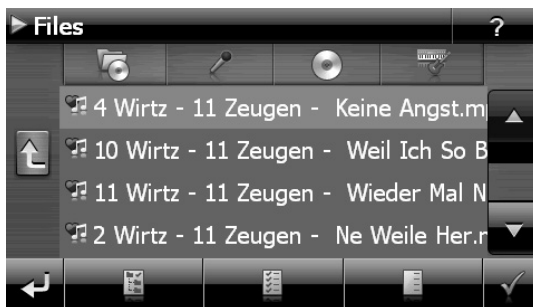 Files ?
4 Wirtz - 11 Zeugen - Keine Angst.m
10 Wirtz - 11 Zeugen - Weil Ich So B
11 Wirtz - 11 Zeugen - Wieder Mal N
2 Wirtz - 11 Zeugen - Ne Weile Her.r